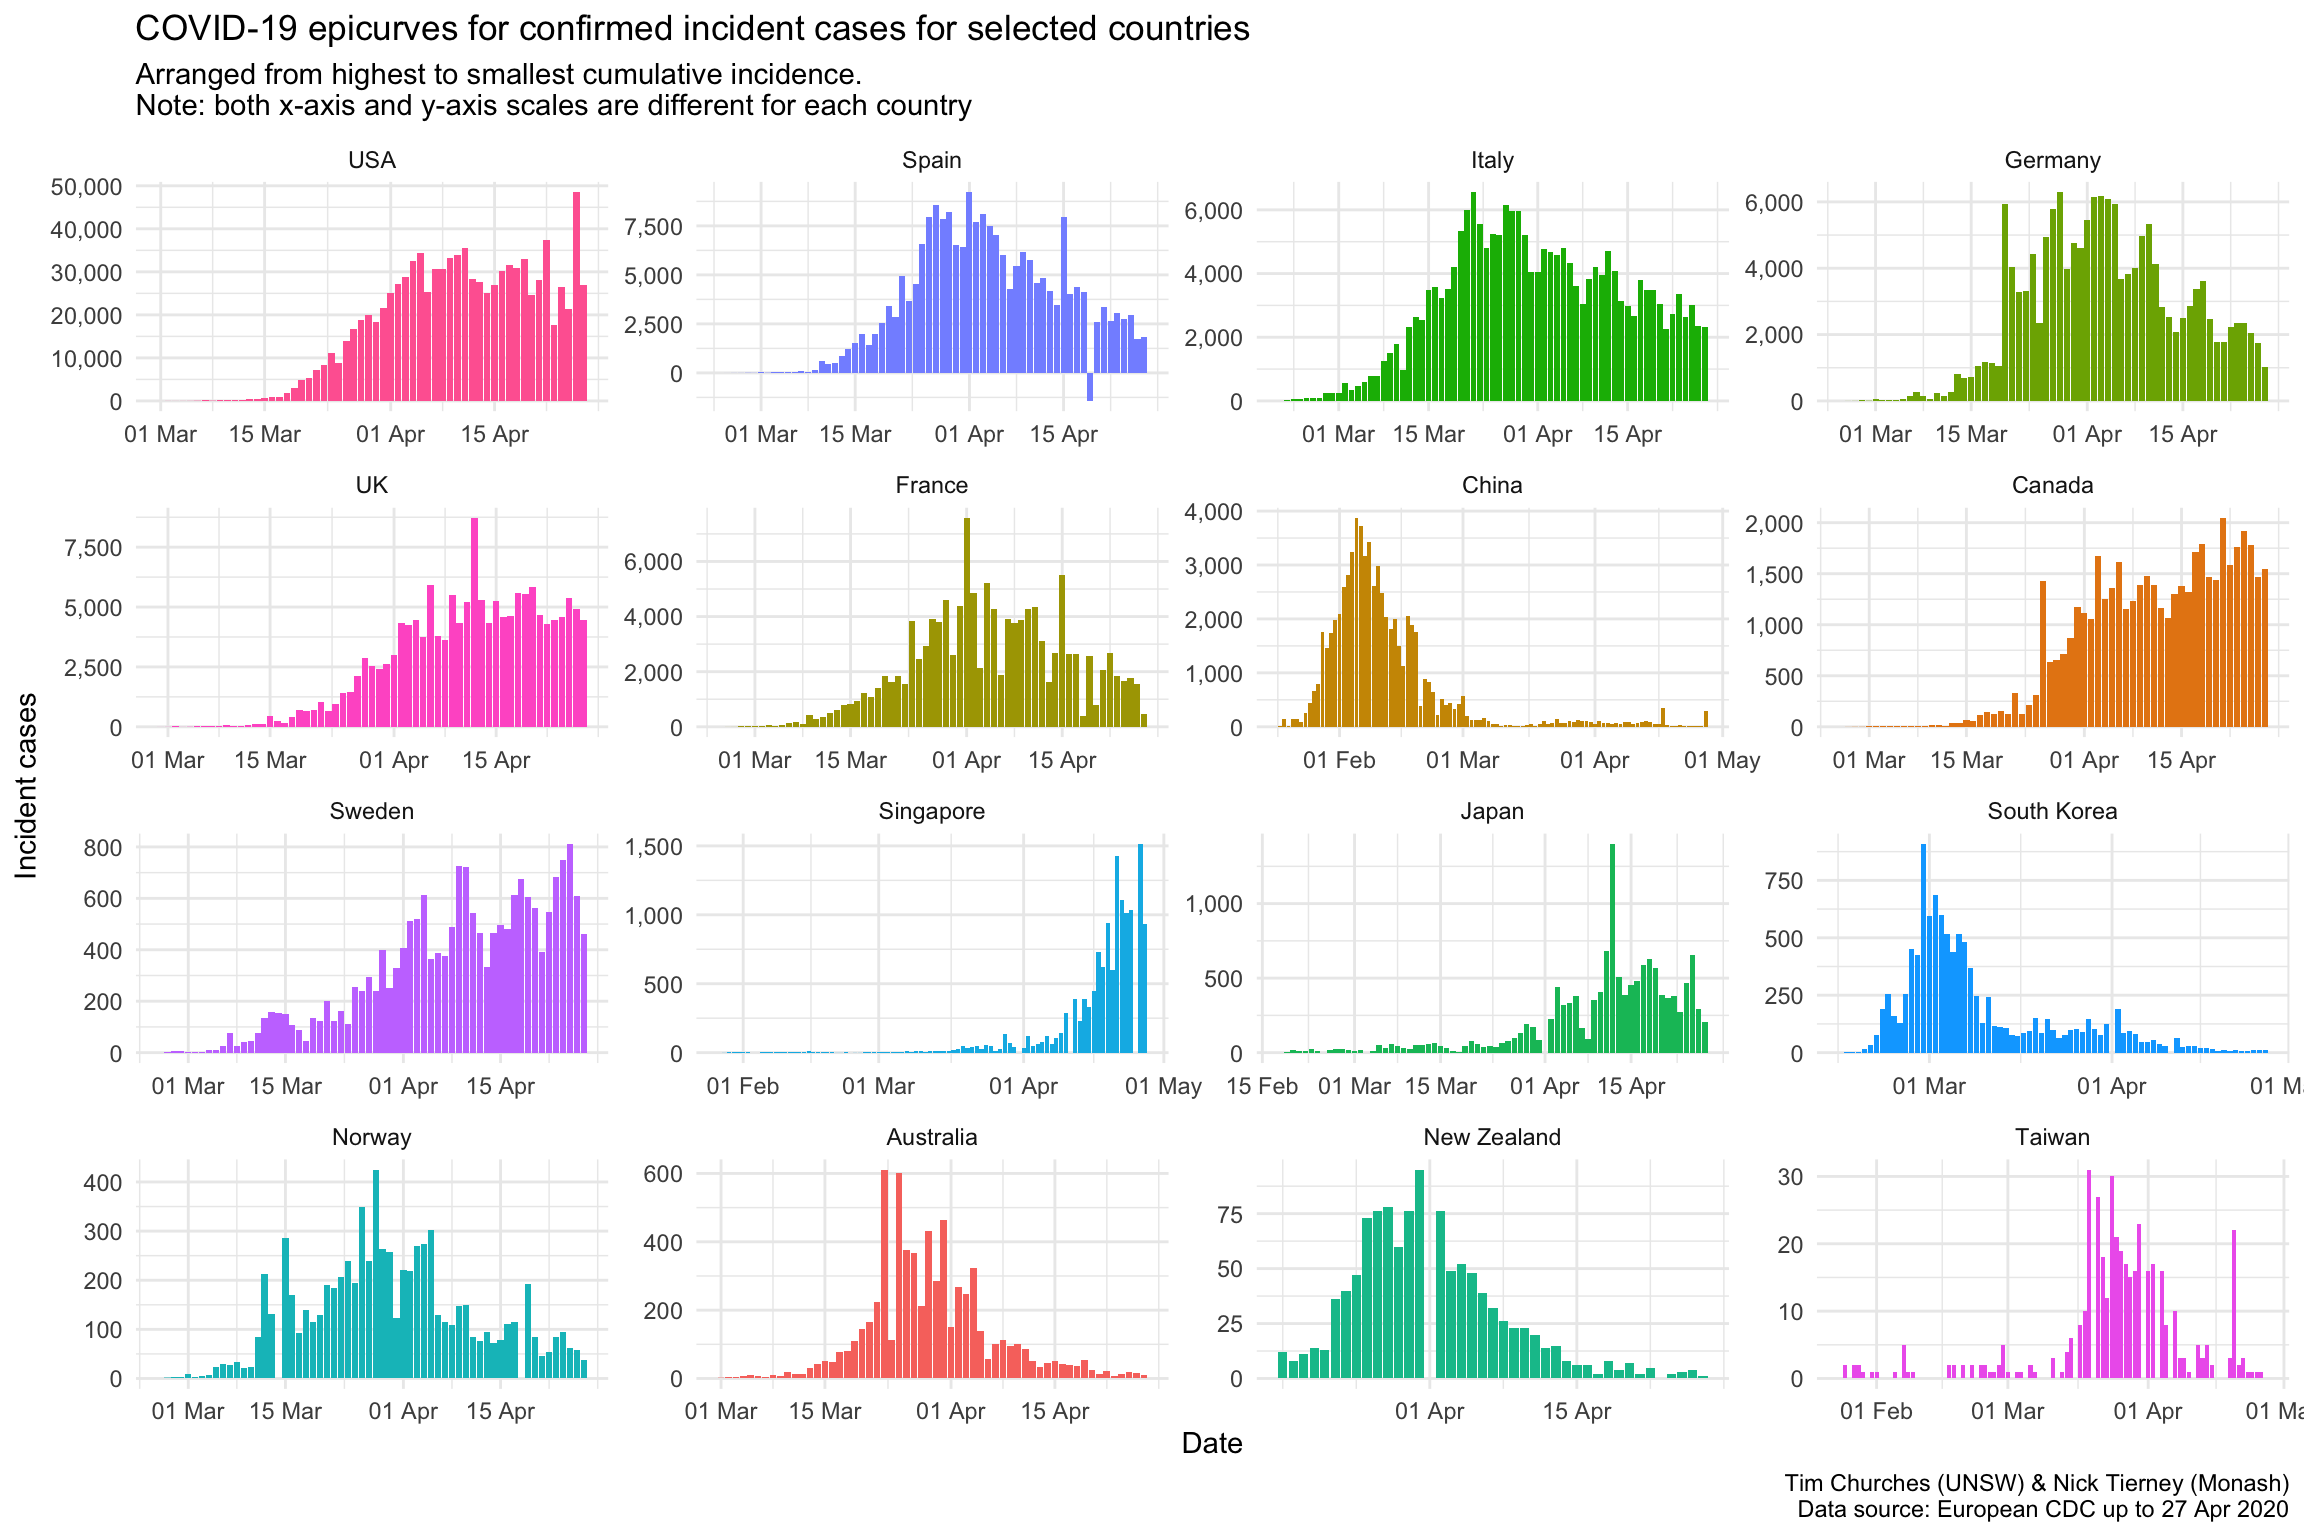 COVID-19 epicurves for confirmed incident cases for selected countries
Arranged from highest to smallest cumulative incidence.
Note: both x-axis and y-axis scales are different for each country
USA
50,000
40,000
30,000
20,000
10,000
0
01 Mar 15 Mar 01 Apr 15 Apr
Spain
7,500
5,000
2,500
0
01 Mar 15 Mar 01 Apr 15 Apr
Italy
6,000
4,000
2,000
0
01 Mar 15 Mar 01 Apr 15 Apr
Germany
6,000
4,000
2,000
0
01 Mar 15 Mar 01 Apr 15 Apr
UK
7,500
5,000
2,500
0
01 Mar 15 Mar 01 Apr 15 Apr
France
6,000
4,000
2,000
0
01 Mar 15 Mar 01 Apr 15 Apr
China
4,000
3,000
2,000
1,000
0
01 Feb 01 Mar 01 Apr 01 May
Canada
2,000
1,500
1,000
500
0
01 Mar 15 Mar 01 Apr 15 Apr
Incident cases
Sweden
800
600
400
200
0
01 Mar 15 Mar 01 Apr 15 Apr
Singapore
1,500
1,000
500
0
01 Feb 01 Mar 01 Apr 01 May
Japan
1,000
500
0
15 Feb 01 Mar 15 Mar 01 Apr 15 Apr
South Korea
750
500
250
0
01 Mar 01 Apr 01
Norway
400
300
200
100
0
01 Mar 15 Mar 01 Apr 15 Apr
Australia
600
400
200
0
01 Mar 15 Mar 01 Apr 15 Apr
New Zealand
75
50
25
0
01 Apr 15 Apr
Taiwan
30
20
10
0
01 Feb 01 Mar 01 Apr 01
Date
Tim Churches (UNSW) & Nick Tierney (Monash)
Data source: European CDC up to 27 Apr 2020